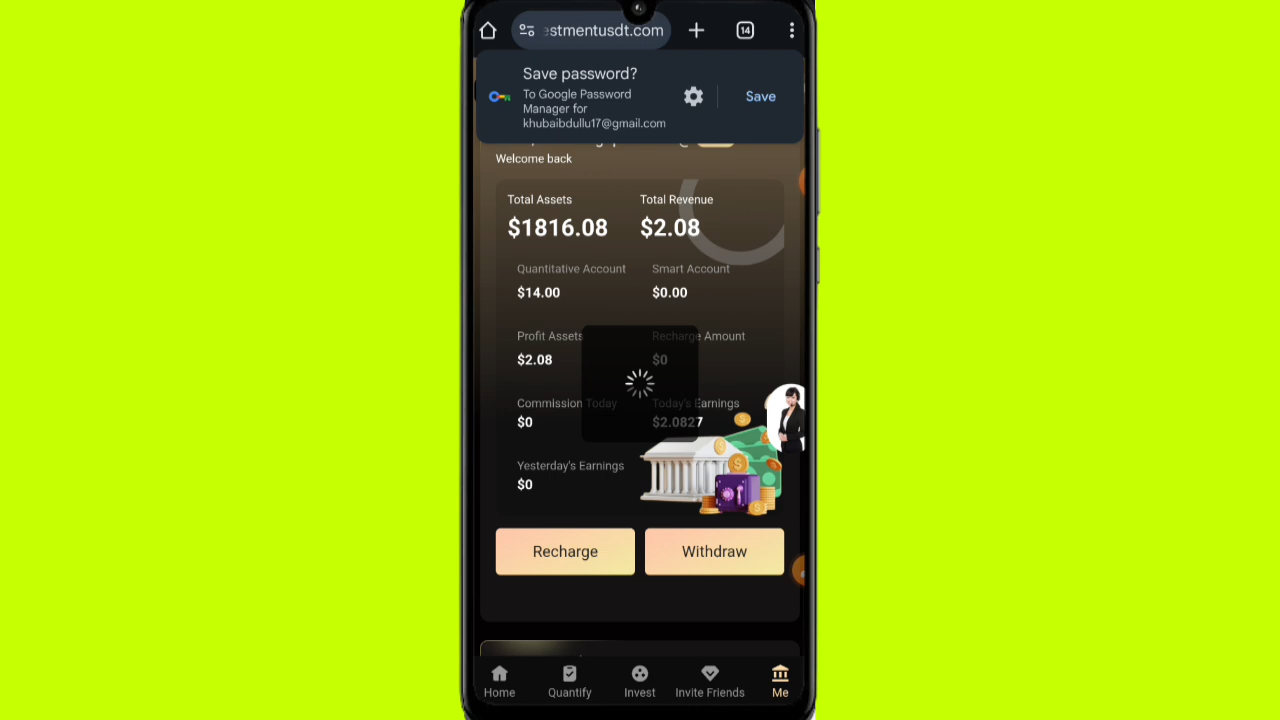 stmentusdt.com
14
Save password?
To Google Password
Manager for
khubaibdullu17@gmail.com
Save
Welcome back
Total Assets
Total Revenue
$1816.08
$2.08
Quantitative Account
Smart Account
$14.00
$0.00
Profit Assets
Recharge Amount
$2.08
$0
Commission Today
Today's Earnings
$0
$2.0827
Yesterday's Earnings
$0
Recharge
Withdraw
Home
Quantify
Invest
Invite Friends
Me